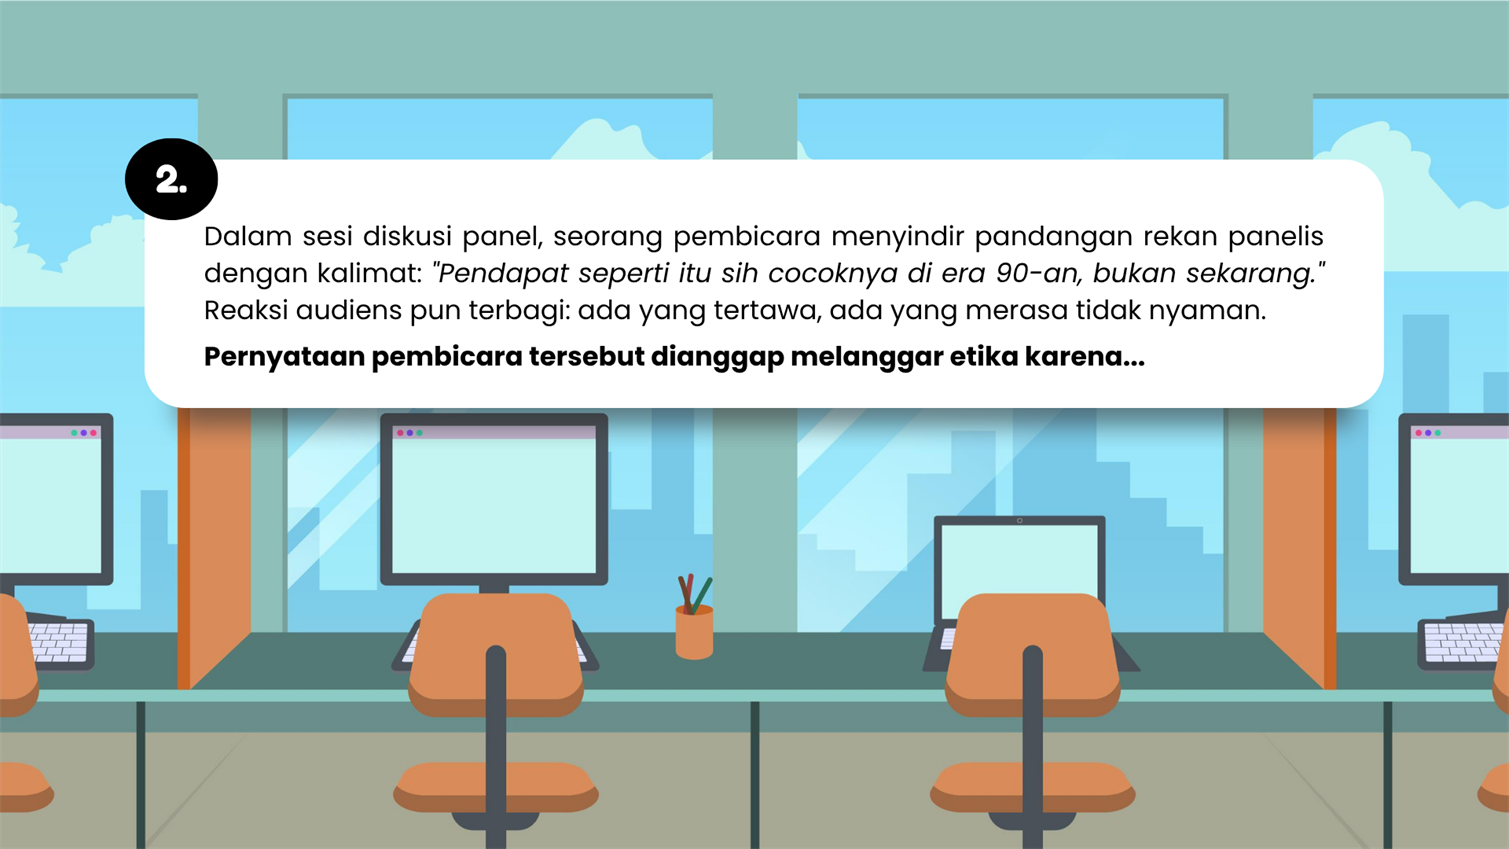 2.
Dalam sesi diskusi panel, seorang pembicara menyindir pandangan rekan panelis
dengan kalimat: "Pendapat seperti itu sih cocoknya di era 90-an, bukan sekarang."
Reaksi audiens pun terbagi: ada yang tertawa, ada yang merasa tidak nyaman.
Pernyataan pembicara tersebut dianggap melanggar etika karena...